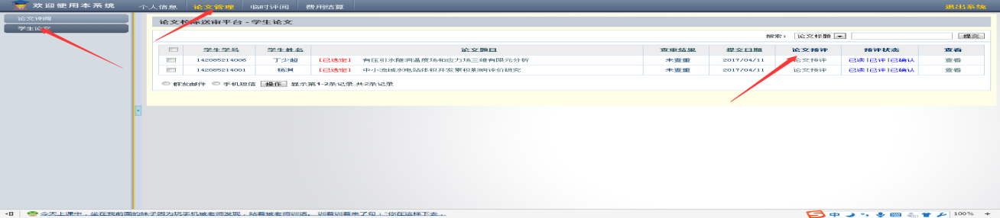 欢迎使用本系统
个人信息 论文管理 临时评阅 费用结算 退出系统
论文评阅
学生论文
论文校际送审平台 - 学生论文
搜索： 论文标题 提交
学生学号 学生姓名 论文题目 查重结果 提交日期 论文预评 预评状态 查看
142085214006 丁少超 [已选定] 有压引水隧洞温度场和应力场三维有限元分析 未查重 2017/04/11 论文预评 已读|已评|已确认 查看
142085214001 杨淇 [已选定] 中小流域水电站体积开发累积影响评价研究 未查重 2017/04/11 论文预评 已读|已评|已确认 查看
群发邮件 手机短信 操作 显示第1-2条记录,共2条记录
今天上课中，坐在我前面的妹子因为玩手机被老师发现，站着被老师训话。训着训着来了句：“你在这样下去，
中
100%